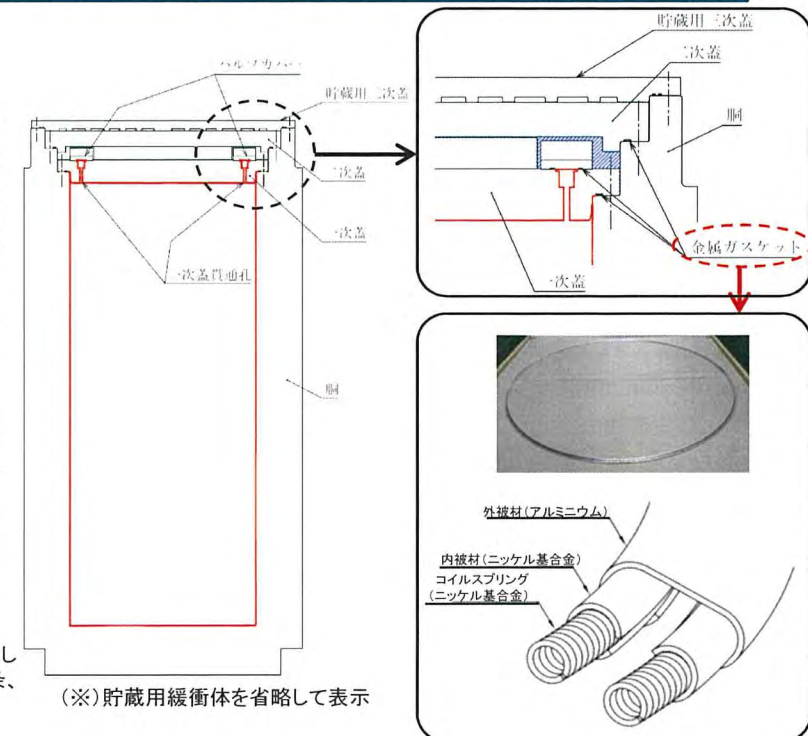 バルブカバー
貯蔵用三次蓋
二次蓋
一次蓋
一次蓋貫通孔
胴
(※)貯蔵用緩衝体を省略して表示
貯蔵用三次蓋
二次蓋
胴
金属ガスケット
一次蓋
外被材(アルミニウム)
内被材(ニッケル基合金)
コイルスプリング
(ニッケル基合金)
し